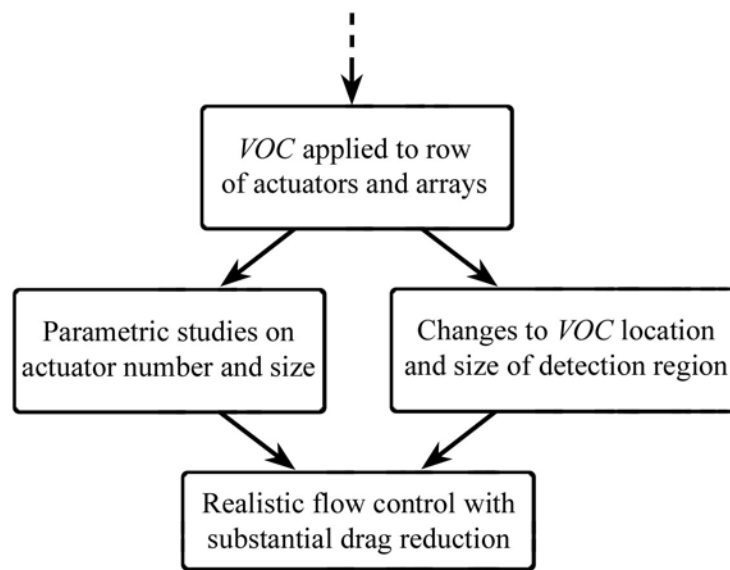 VOC applied to row
of actuators and arrays
Parametric studies on
actuator number and size
Changes to VOC location
and size of detection region
Realistic flow control with
substantial drag reduction